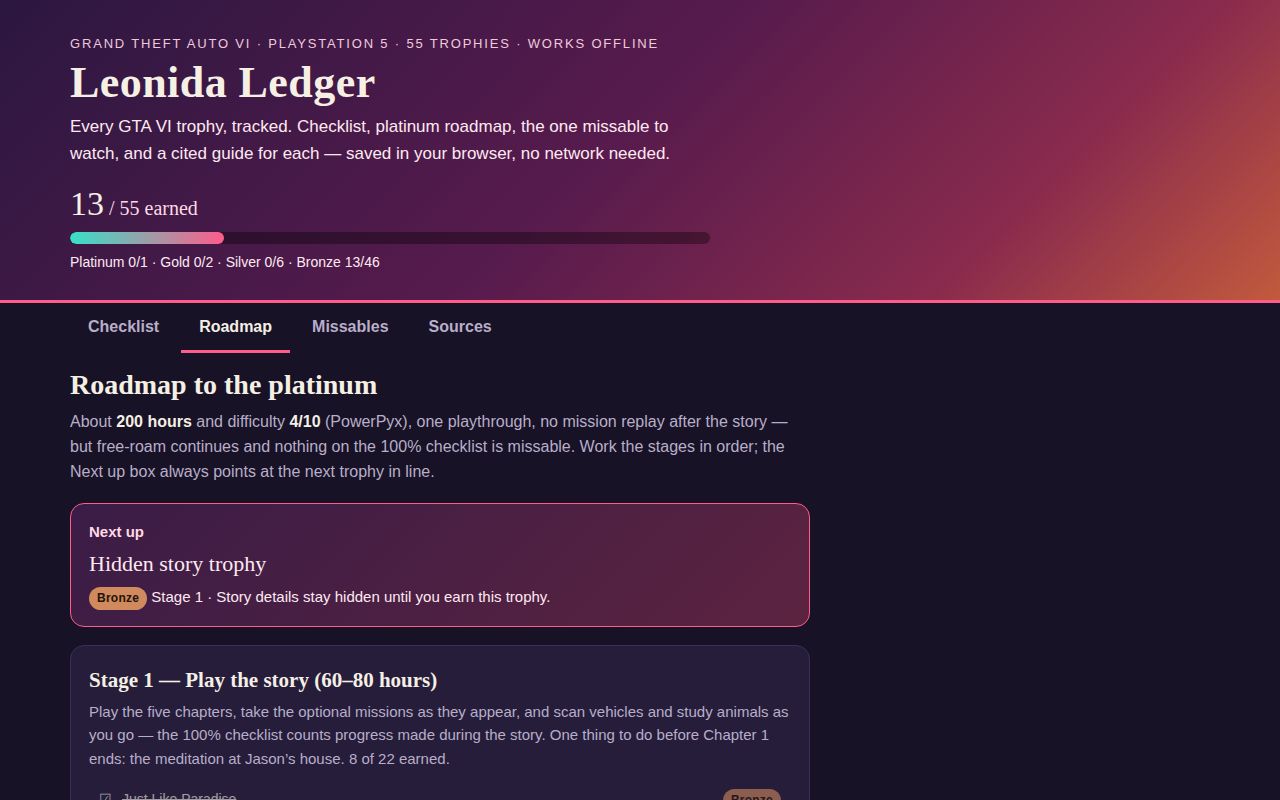 GRAND THEFT AUTO VI · PLAYSTATION 5 · 55 TROPHIES · WORKS OFFLINE
Leonida Ledger
Every GTA VI trophy, tracked. Checklist, platinum roadmap, the one missable to
watch, and a cited guide for each — saved in your browser, no network needed.
13 / 55 earned
Platinum 0/1 · Gold 0/2 · Silver 0/6 · Bronze 13/46
Checklist Roadmap Missables Sources
Roadmap to the platinum
About 200 hours and difficulty 4/10 (PowerPyx), one playthrough, no mission replay after the story —
but free-roam continues and nothing on the 100% checklist is missable. Work the stages in order; the
Next up box always points at the next trophy in line.
Next up
Hidden story trophy
Bronze Stage 1 · Story details stay hidden until you earn this trophy.
Stage 1 — Play the story (60–80 hours)
Play the five chapters, take the optional missions as they appear, and scan vehicles and study animals as
you go — the 100% checklist counts progress made during the story. One thing to do before Chapter 1
ends: the meditation at Jason’s house. 8 of 22 earned.
☑ Just Like Paradise Bronze